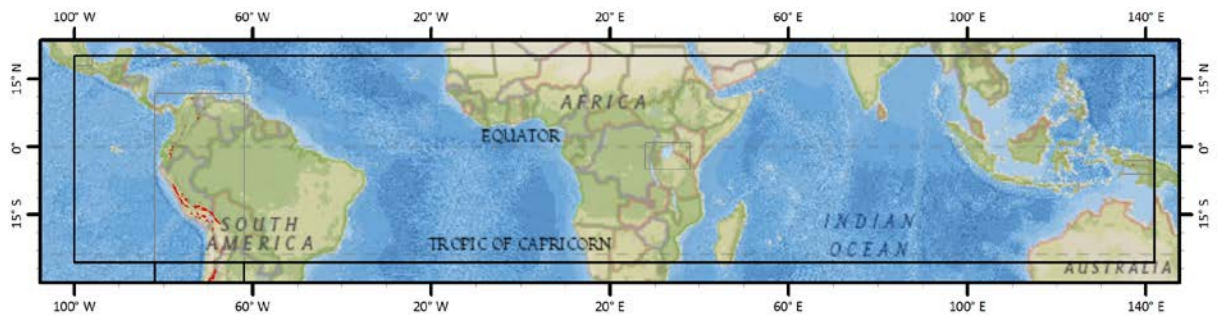 100° W 60° W 20° W 20° E 60° E 100° E 140° E
15° N 15° N
AFRICA
EQUATOR
0° 0°
15° S 15° S
SOUTH
AMERICA
INDIAN
OCEAN
TROPIC OF CAPRICORN
AUSTRALIA
100° W 60° W 20° W 20° E 60° E 100° E 140° E